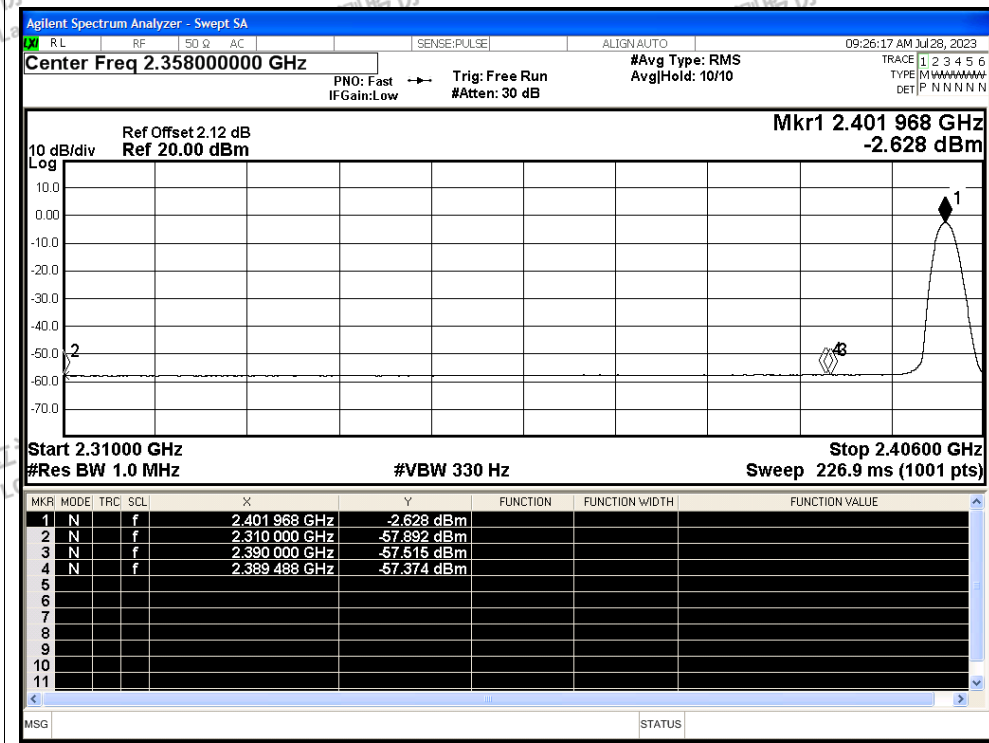 Agilent Spectrum Analyzer - Swept SA
LXI RL RF 50 Ω AC SENSE:PULSE ALIGN AUTO 09:26:17 AM Jul 28, 2023
Center Freq 2.358000000 GHz
PNO: Fast
IFGain:Low
Trig: Free Run
#Atten: 30 dB
#Avg Type: RMS
Avg|Hold: 10/10
TRACE 1 2 3 4 5 6
TYPE M
DET P N N N N N
Ref Offset 2.12 dB
Ref 20.00 dBm
10 dB/div
Log
Mkr1 2.401 968 GHz
-2.628 dBm
10.0
0.00
-10.0
-20.0
-30.0
-40.0
-50.0
-60.0
-70.0
1
2
4
3
Start 2.31000 GHz Stop 2.40600 GHz
#Res BW 1.0 MHz #VBW 330 Hz Sweep 226.9 ms (1001 pts)
MKR MODE TRC SCL X Y FUNCTION FUNCTION WIDTH FUNCTION VALUE
1 N f 2.401 968 GHz -2.628 dBm
2 N f 2.310 000 GHz -57.892 dBm
3 N f 2.390 000 GHz -57.515 dBm
4 N f 2.389 488 GHz -57.374 dBm
5
6
7
8
9
10
11
MSG STATUS